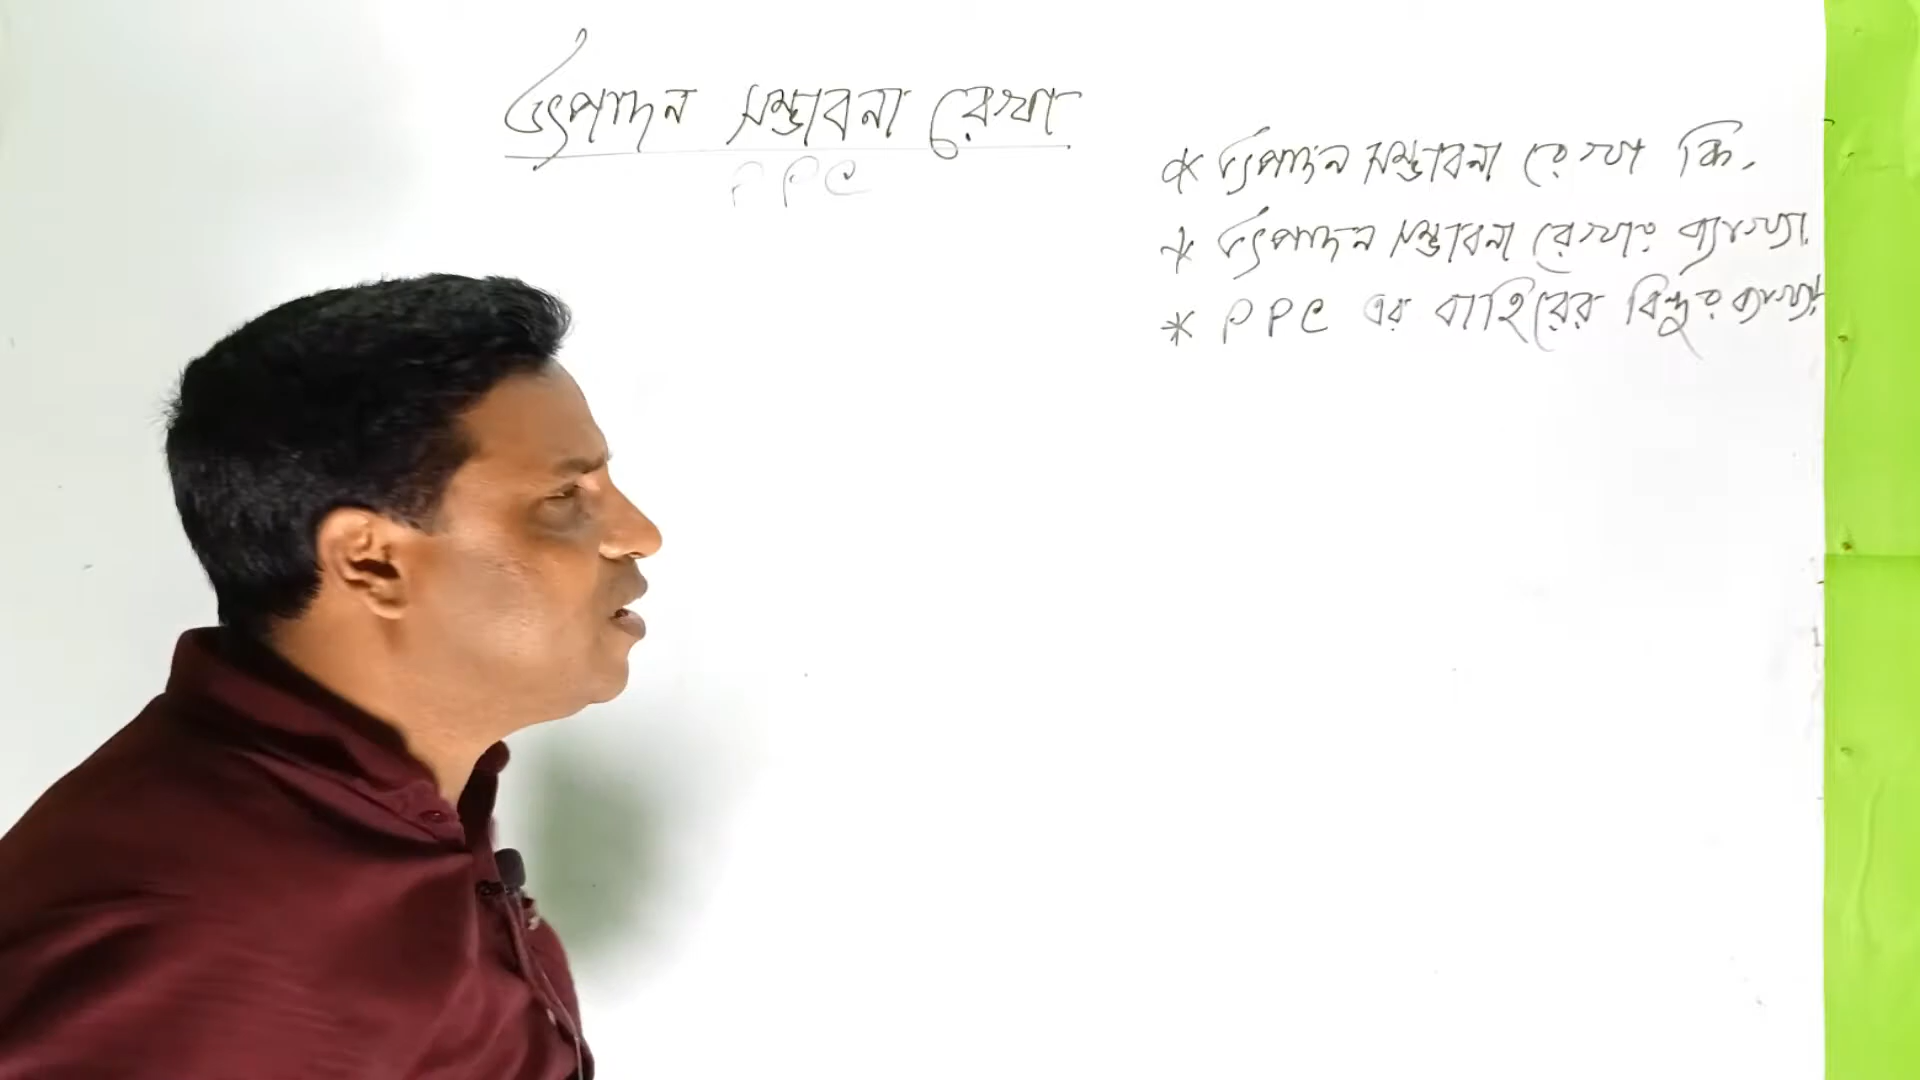 উৎপাদন সম্ভাবনা রেখা
PPC
* উৎপাদন সম্ভাবনা রেখা কি,
* উৎপাদন সম্ভাবনা রেখার ব্যাখ্যা,
* PPC এর বাহিরের বিন্দুর ব্যাখ্যা,